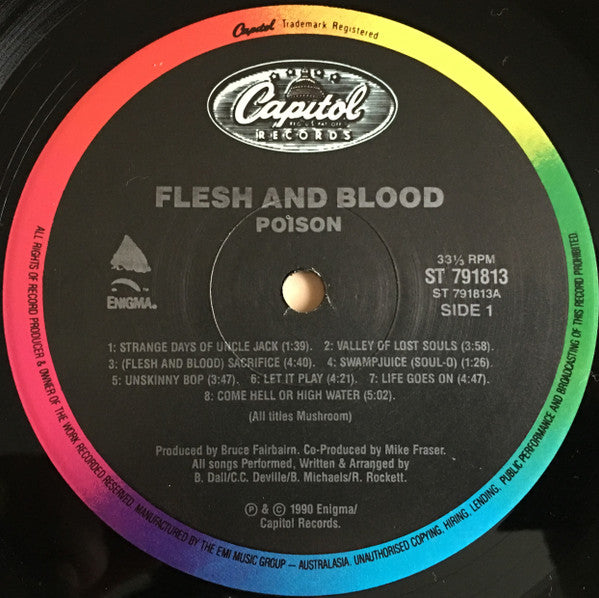 Capitol Trademark Registered
Capitol
REG. U.S. PAT. OFF.
RECORDS
FLESH AND BLOOD
POISON
ENIGMA.
33⅓ RPM
ST 791813
ST 791813A
SIDE 1
1: STRANGE DAYS OF UNCLE JACK (1:39). 2: VALLEY OF LOST SOULS (3:58).
3: (FLESH AND BLOOD) SACRIFICE (4:40). 4: SWAMPJUICE (SOUL-O) (1:26).
5: UNSKINNY BOP (3:47). 6: LET IT PLAY (4:21). 7: LIFE GOES ON (4:47).
8: COME HELL OR HIGH WATER (5:02).
(All titles Mushroom)
Produced by Bruce Fairbairn. Co-Produced by Mike Fraser.
All songs Performed, Written & Arranged by
B. Dall/C.C. Deville/B. Michaels/R. Rockett.
℗ & © 1990 Enigma/
Capitol Records.
ALL RIGHTS OF RECORD PRODUCER & OWNER OF THE WORK RECORDED RESERVED. MANUFACTURED BY THE EMI MUSIC GROUP – AUSTRALASIA. UNAUTHORISED COPYING, HIRING, LENDING, PUBLIC PERFORMANCE AND BROADCASTING OF THIS RECORD PROHIBITED.